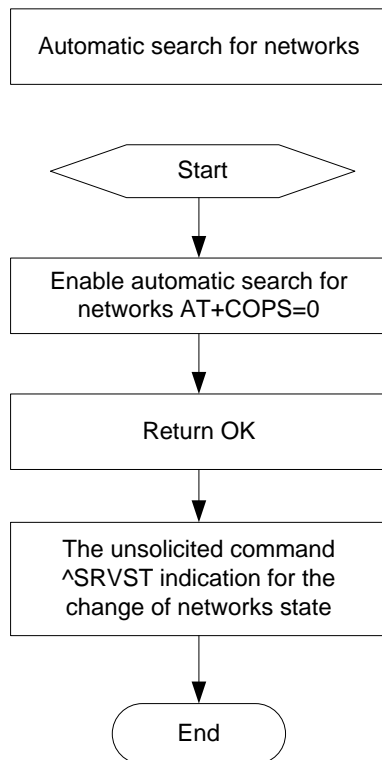 Automatic search for networks
Start
Enable automatic search for
networks AT+COPS=0
Return OK
The unsolicited command
^SRVST indication for the
change of networks state
End